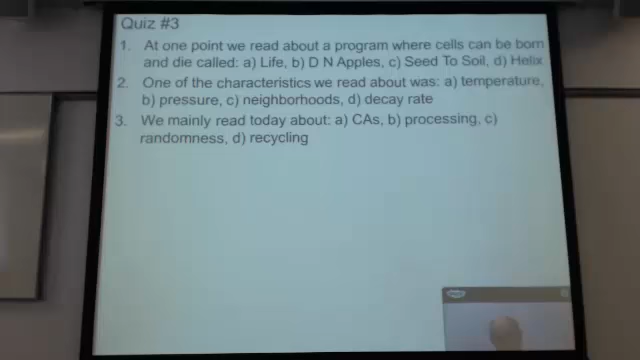 Quiz #3
1. At one point we read about a program where cells can be born
and die called: a) Life, b) D N Apples, c) Seed To Soil, d) Helix
2. One of the characteristics we read about was: a) temperature,
b) pressure, c) neighborhoods, d) decay rate
3. We mainly read today about: a) CAs, b) processing, c)
randomness, d) recycling